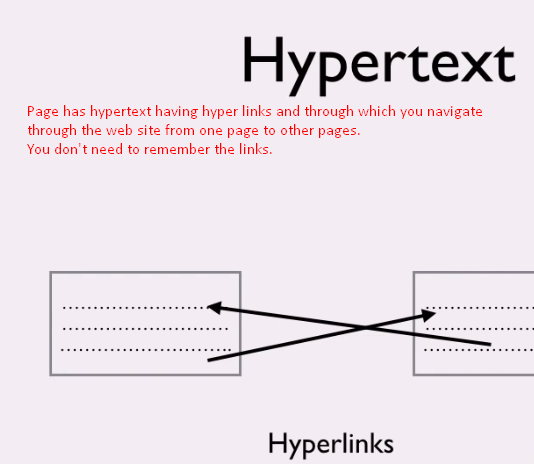 Hypertext
Page has hypertext having hyper links and through which you navigate
through the web site from one page to other pages.
You don't need to remember the links.
Hyperlinks